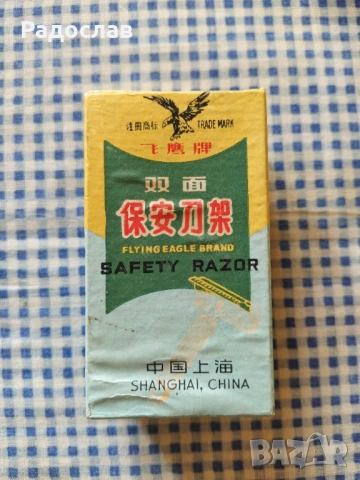 Радослав
注册商标 TRADE MARK
飞鹰牌
双面
保安刀架
FLYING EAGLE BRAND
SAFETY RAZOR
中国上海
SHANGHAI, CHINA
BAZAR